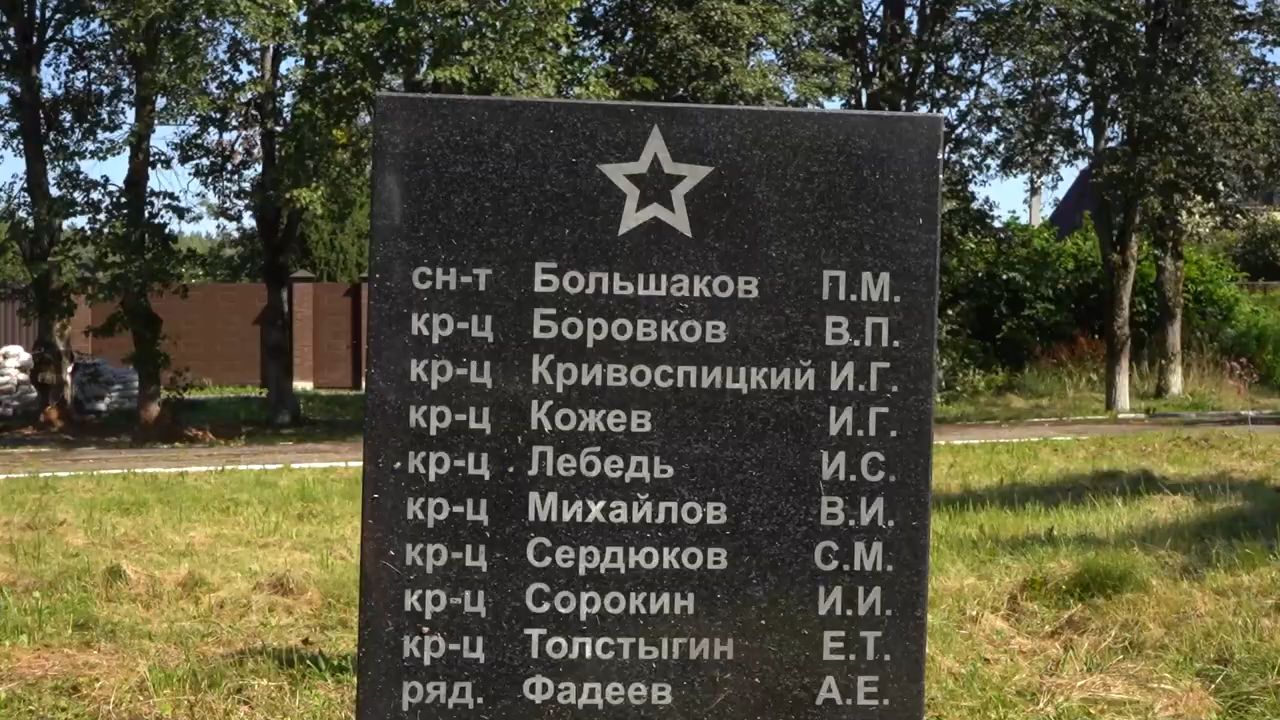 сн-т Большаков П.М.
кр-ц Боровков В.П.
кр-ц Кривоспицкий И.Г.
кр-ц Кожев И.Г.
кр-ц Лебедь И.С.
кр-ц Михайлов В.И.
кр-ц Сердюков С.М.
кр-ц Сорокин И.И.
кр-ц Толстыгин Е.Т.
ряд. Фадеев А.Е.